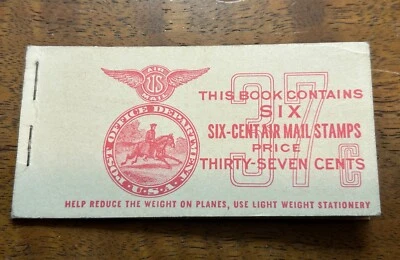 AIR
US
MAIL
POST OFFICE DEPARTMENT
U.S.A.
37c
THIS BOOK CONTAINS
SIX
SIX-CENT AIR MAIL STAMPS
PRICE
THIRTY-SEVEN CENTS
HELP REDUCE THE WEIGHT ON PLANES, USE LIGHT WEIGHT STATIONERY